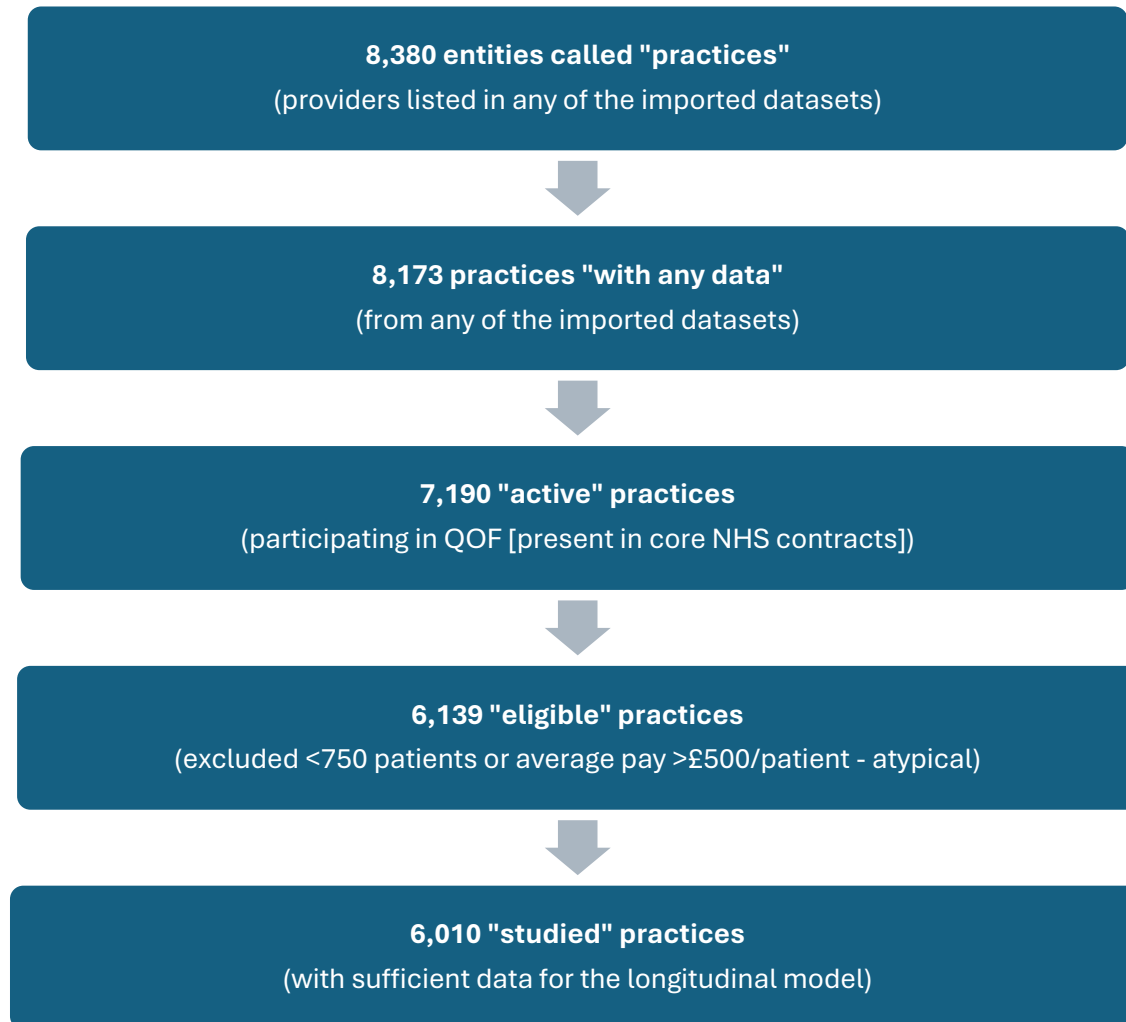 8,380 entities called "practices"
(providers listed in any of the imported datasets)
8,173 practices "with any data"
(from any of the imported datasets)
7,190 "active" practices
(participating in QOF [present in core NHS contracts])
6,139 "eligible" practices
(excluded <750 patients or average pay >£500/patient - atypical)
6,010 "studied" practices
(with sufficient data for the longitudinal model)